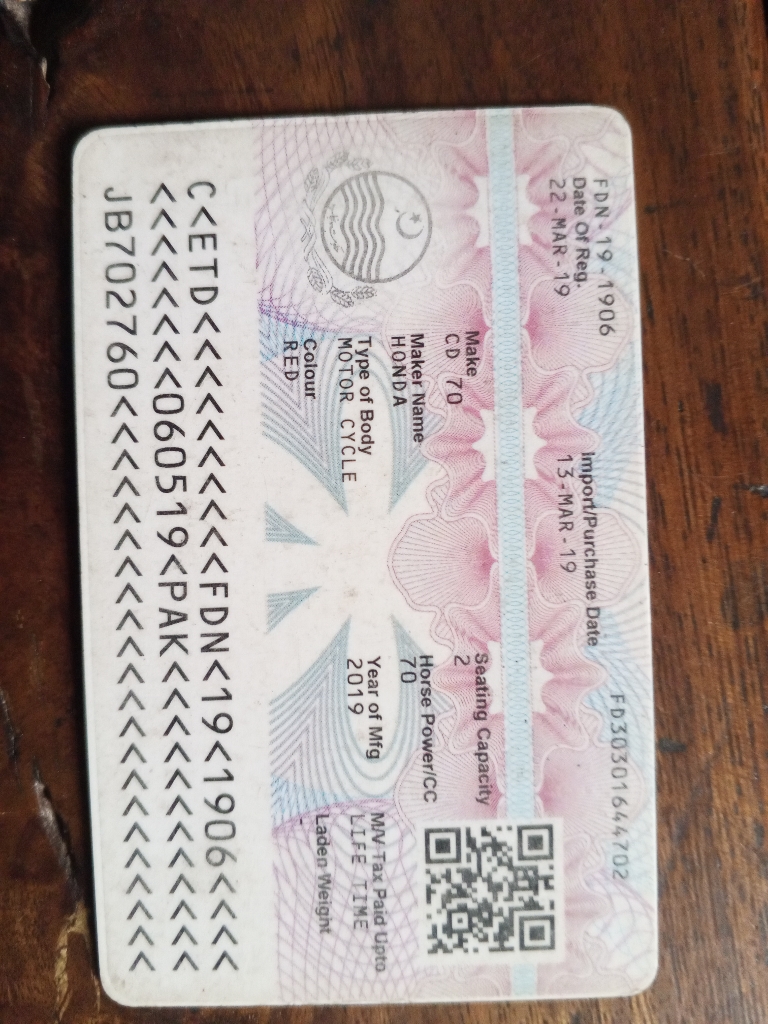 FDN-19-1906
FD30301644702
Date Of Reg.
22-MAR-19
Import/Purchase Date
13-MAR-19
Make
CD 70
Seating Capacity
2
Maker Name
HONDA
Horse Power/CC
70
Type of Body
MOTOR CYCLE
Year of Mfg
2019
M/V Tax Paid Upto
LIFE TIME
Colour
RED
Laden Weight
-
C<ETD<<<<<<<<<<FDN<19<1906<<<<
<<<<<<<<060519<PAK<<<<<<<<<<<<
JB702760<<<<<<<<<<<<<<<<<<<<<<